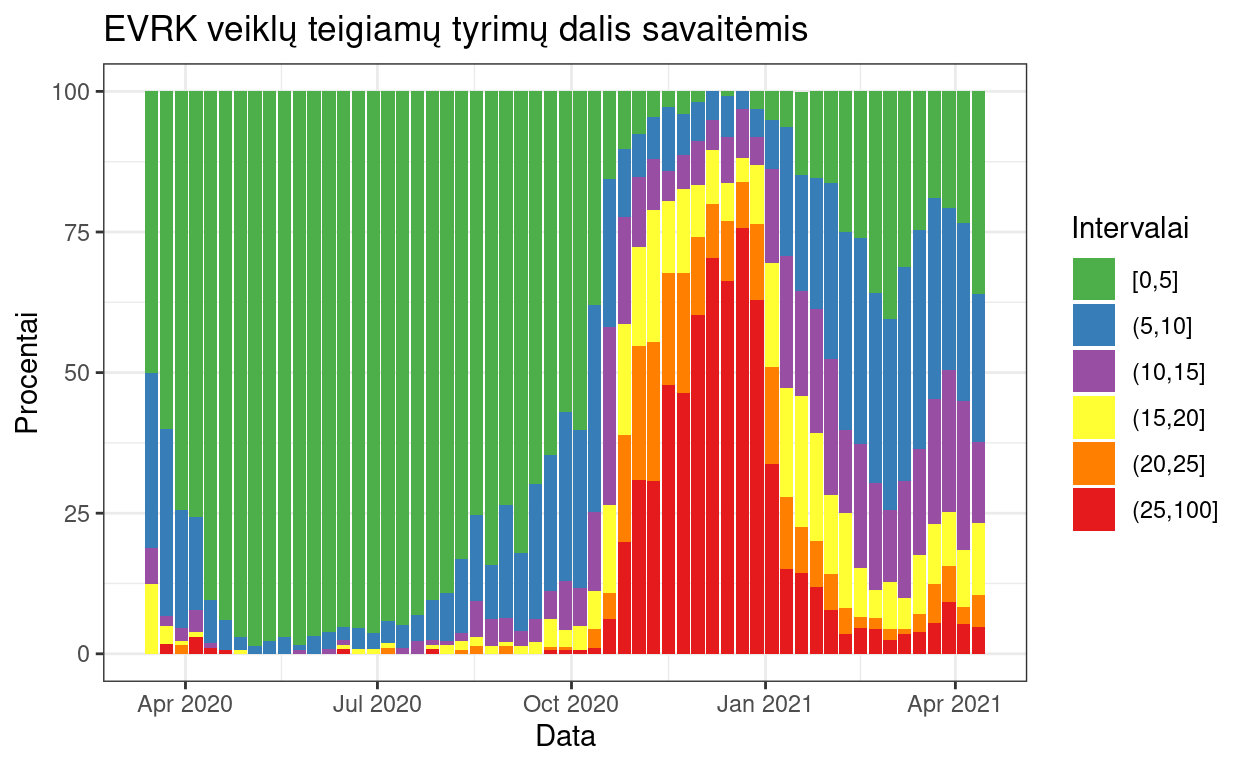 EVRK veiklų teigiamų tyrimų dalis savaitėmis
100
75
50
25
0
Procentai
Apr 2020
Jul 2020
Oct 2020
Jan 2021
Apr 2021
Data
Intervalai
[0,5]
(5,10]
(10,15]
(15,20]
(20,25]
(25,100]